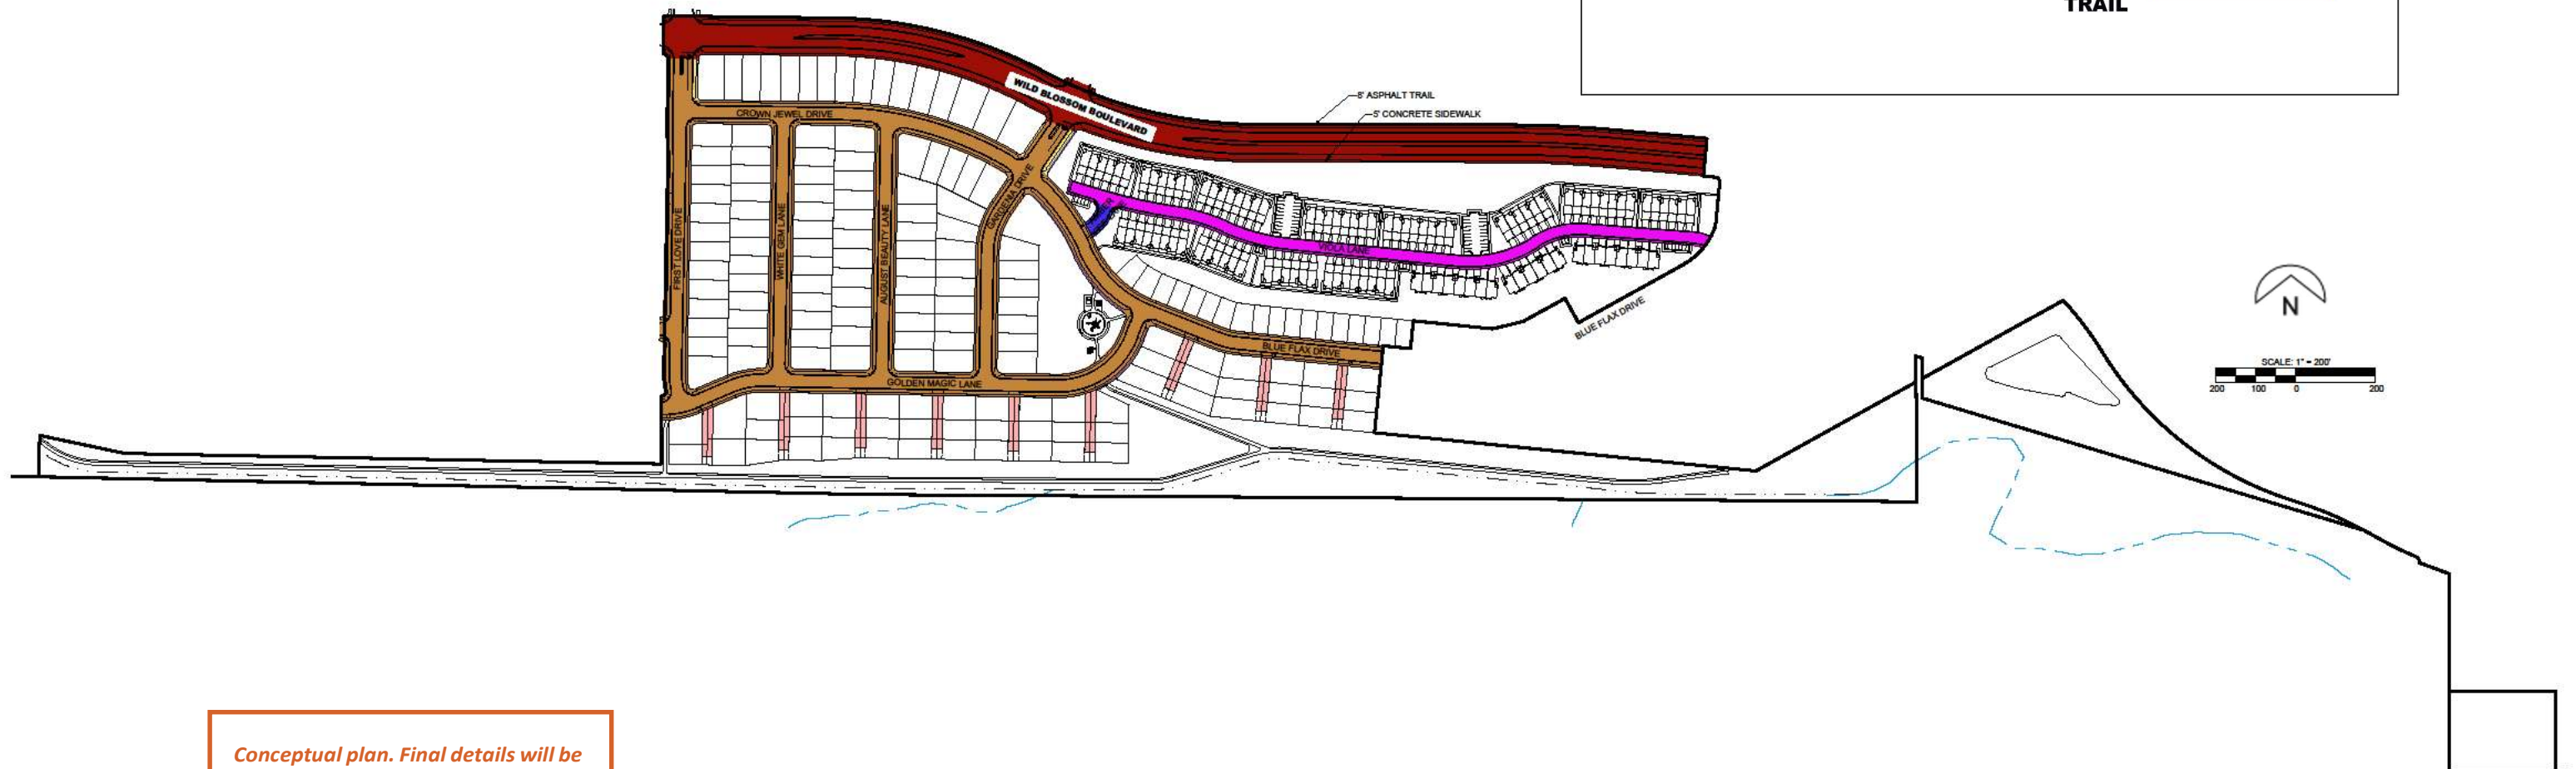 TRAIL
WILD BLOSSOM BOULEVARD
8' ASPHALT TRAIL
5' CONCRETE SIDEWALK
CROWN JEWEL DRIVE
GARDENIA DRIVE
FIRST LOVE DRIVE
WHITE GEM LANE
AUGUST BEAUTY LANE
VIOLA LANE
BLUE FLAX DRIVE
BLUE FLAX DRIVE
GOLDEN MAGIC LANE
N
SCALE: 1" = 200'
200 100 0 200
Conceptual plan. Final details will be